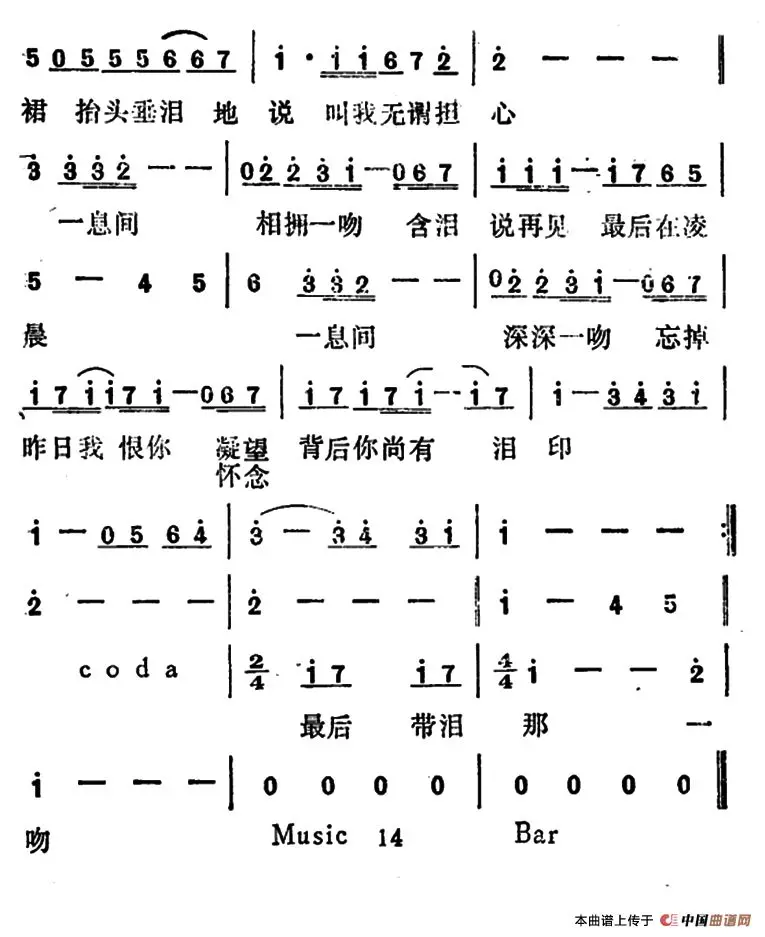 5 0 5 5 5 6 6 7 | i · i i 6 7 2 | 2 — — — ‖
裙 抬头垂泪 地 说 叫我无谓担 心
3 3 3 2 — — | 0 2 2 3 i — 0 6 7 | i i i — i 7 6 5
一息间 相拥一吻 含泪 说再见 最后在凌
5 — 4 5 | 6 3 3 2 — — | 0 2 2 3 i — 0 6 7
晨 一息间 深深一吻 忘掉
i 7 i i 7 i — 0 6 7 | i 7 i 7 i — · i 7 | i — 3 4 3 i
昨日我 恨你 凝望 背后你尚有 泪 印
怀念
i — 0 5 6 4 | 3 — 3 4 3 i | i — — — :‖
2 — — — | 2 — — — ‖ i — 4 5 ‖
coda | 2/4 i 7 i 7 | 4/4 i — — 2
最后 带泪 那 一
i — — — | 0 0 0 0 | 0 0 0 0 ‖
吻 Music 14 Bar
本曲谱上传于 中国曲谱网